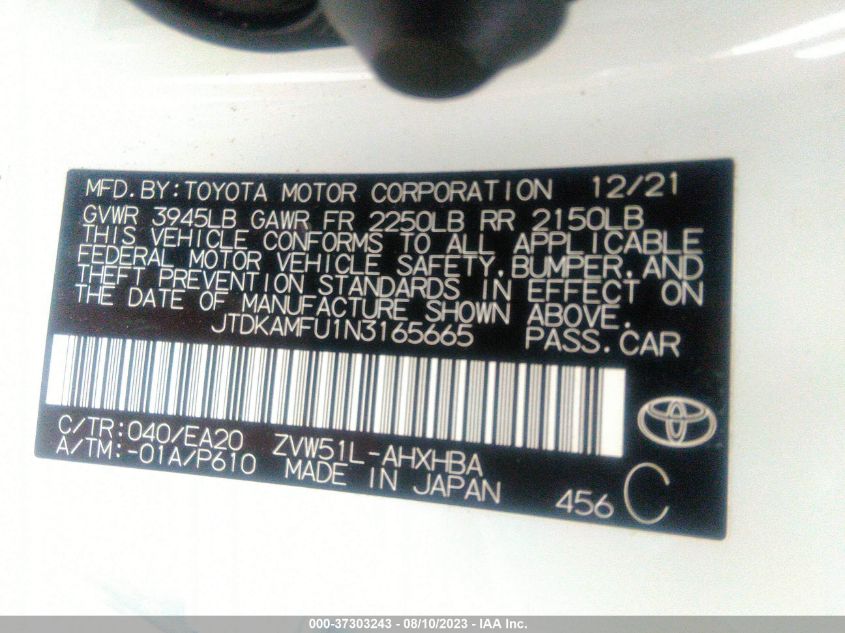 MFD. BY: TOYOTA MOTOR CORPORATION 12/21
GVWR 3945LB GAWR FR 2250LB RR 2150LB
THIS VEHICLE CONFORMS TO ALL APPLICABLE
FEDERAL MOTOR VEHICLE SAFETY, BUMPER, AND
THEFT PREVENTION STANDARDS IN EFFECT ON
THE DATE OF MANUFACTURE SHOWN ABOVE.
JTDKAMFU1N3165665 PASS. CAR
C/TR: 040/EA20 ZVW51L-AHXHBA
A/TM: -01A/P610 MADE IN JAPAN
456 C
000-37303243 - 08/10/2023 - IAA Inc.